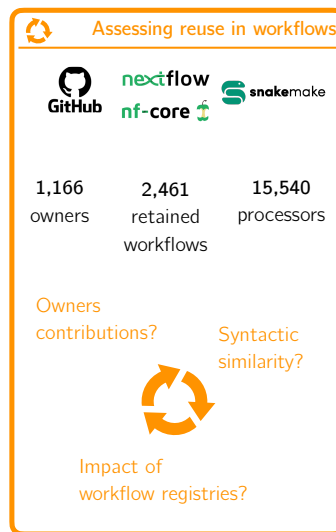 Assessing reuse in workflows
GitHub
nextflow
nf-core
snakemake
1,166
owners
2,461
retained
workflows
15,540
processors
Owners
contributions?
Syntactic
similarity?
Impact of
workflow registries?